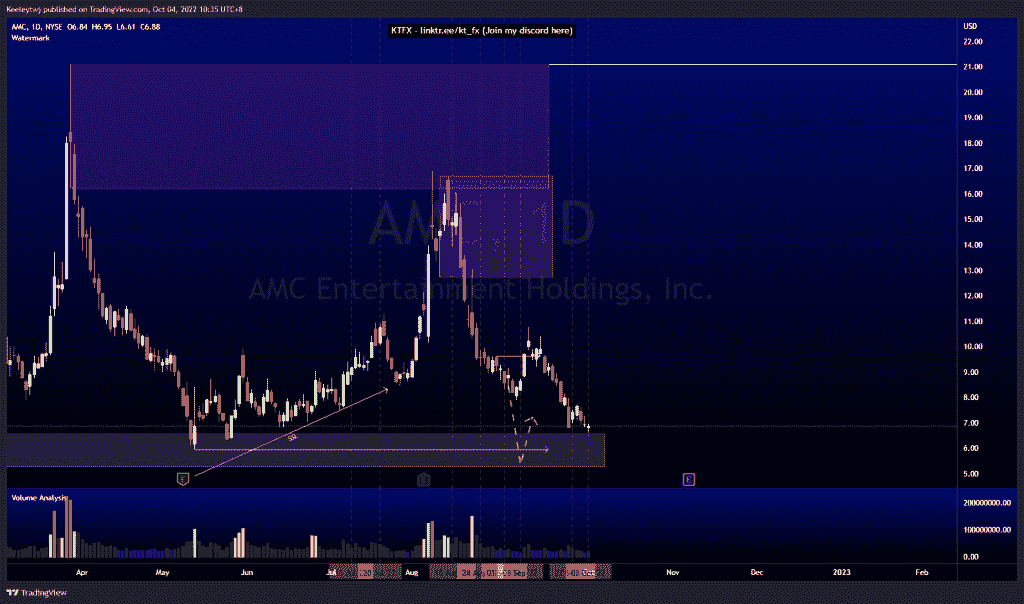 Keeleytwj published on TradingView.com, Oct 04, 2022 10:35 UTC+8
AMC, 1D, NYSE O6.84 H6.95 L6.61 C6.88
Watermark
KTFX - linktr.ee/kt_fx (Join my discord here)
USD
22.00
21.00
20.00
19.00
18.00
17.00
16.00
15.00
14.00
13.00
12.00
11.00
10.00
9.00
8.00
7.00
6.00
5.00
AMC Entertainment Holdings, Inc.
Volume Analysis
200000000.00
100000000.00
0.00
Apr May Jun Jul Aug 24 Sep Oct Nov Dec 2023 Feb
TradingView